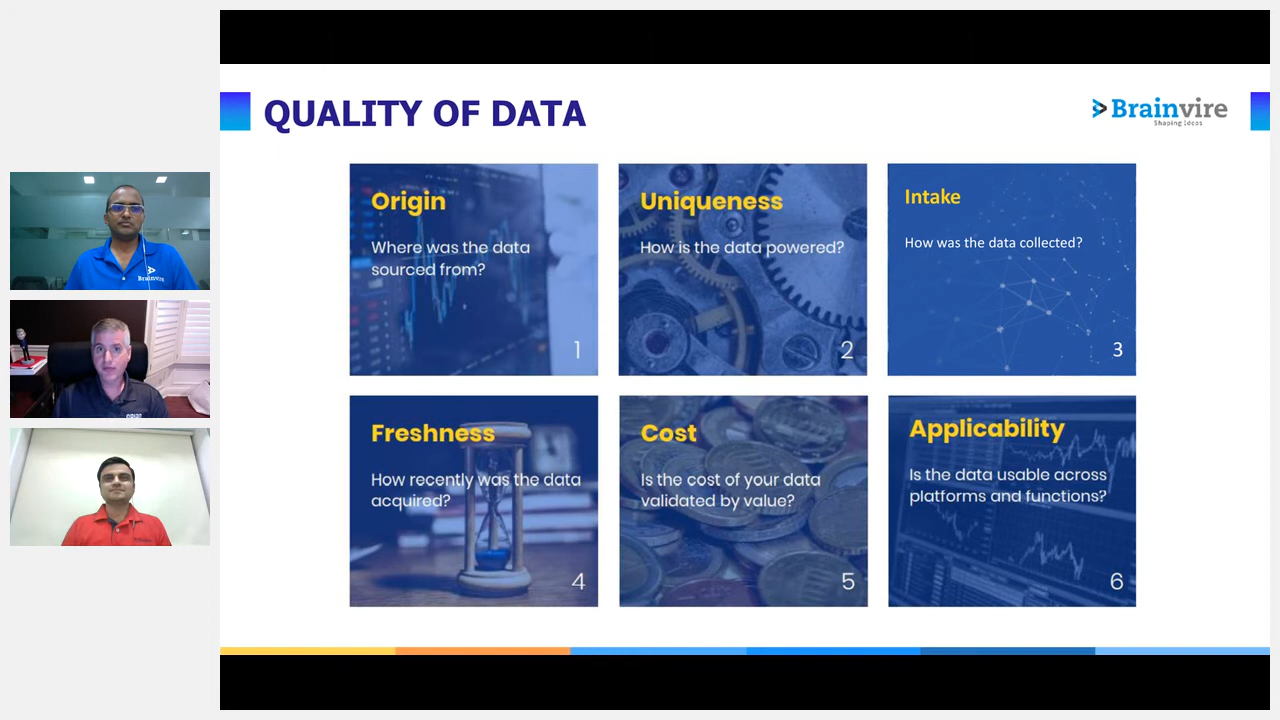 QUALITY OF DATA
Brainvire
Shaping Ideas
Origin
Where was the data
sourced from?
1
Uniqueness
How is the data powered?
2
Intake
How was the data collected?
3
Freshness
How recently was the data
acquired?
4
Cost
Is the cost of your data
validated by value?
5
Applicability
Is the data usable across
platforms and functions?
6
Brainvire